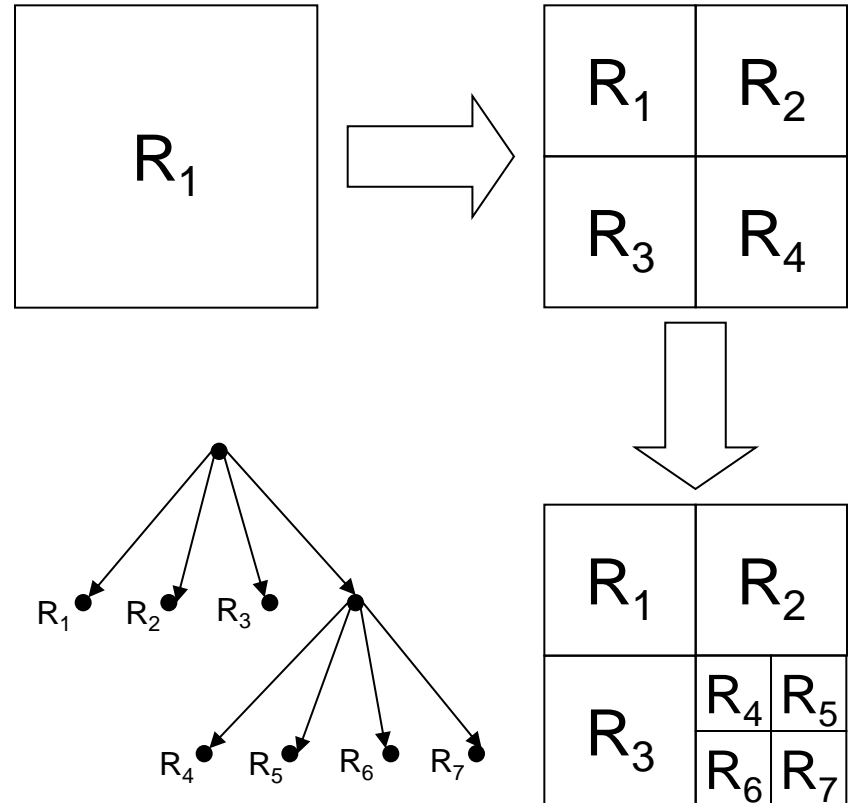 R₁
R₁ R₂
R₃ R₄
R₁ R₂ R₃
R₄ R₅ R₆ R₇
R₁ R₂
R₃
R₄ R₅
R₆ R₇